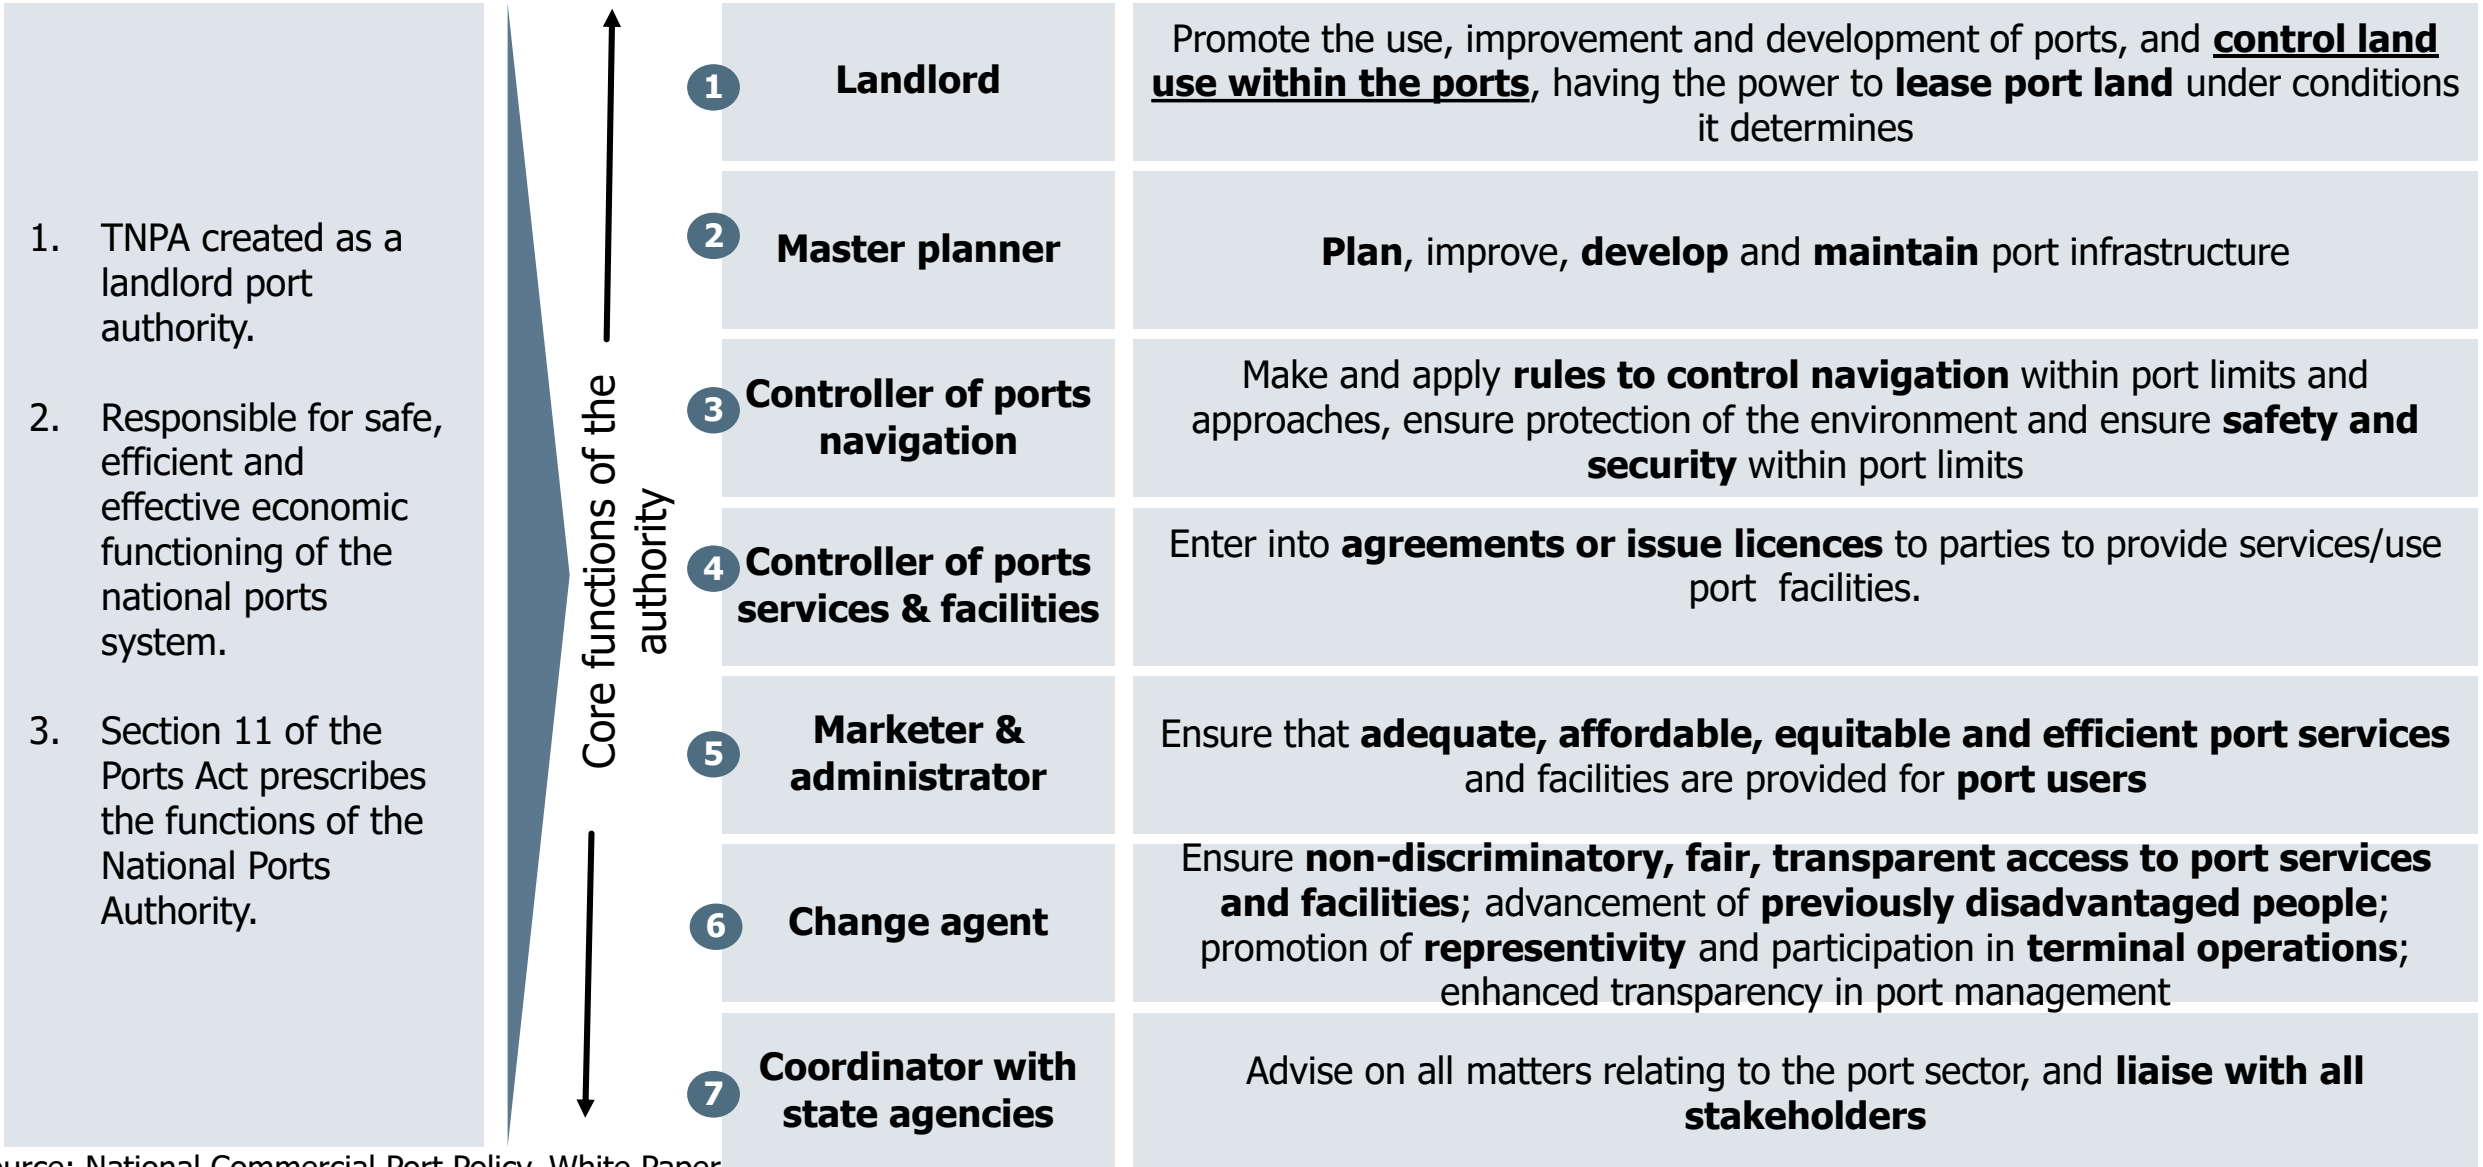 1. TNPA created as a
landlord port
authority.
2. Responsible for safe,
efficient and
effective economic
functioning of the
national ports
system.
3. Section 11 of the
Ports Act prescribes
the functions of the
National Ports
Authority.
Core functions of the
authority
1
Landlord
Promote the use, improvement and development of ports, and control land
use within the ports, having the power to lease port land under conditions
it determines
2
Master planner
Plan, improve, develop and maintain port infrastructure
3
Controller of ports
navigation
Make and apply rules to control navigation within port limits and
approaches, ensure protection of the environment and ensure safety and
security within port limits
4
Controller of ports
services & facilities
Enter into agreements or issue licences to parties to provide services/use
port facilities.
5
Marketer &
administrator
Ensure that adequate, affordable, equitable and efficient port services
and facilities are provided for port users
6
Change agent
Ensure non-discriminatory, fair, transparent access to port services
and facilities; advancement of previously disadvantaged people;
promotion of representivity and participation in terminal operations;
enhanced transparency in port management
7
Coordinator with
state agencies
Advise on all matters relating to the port sector, and liaise with all
stakeholders
National Commercial Port Policy, White Paper